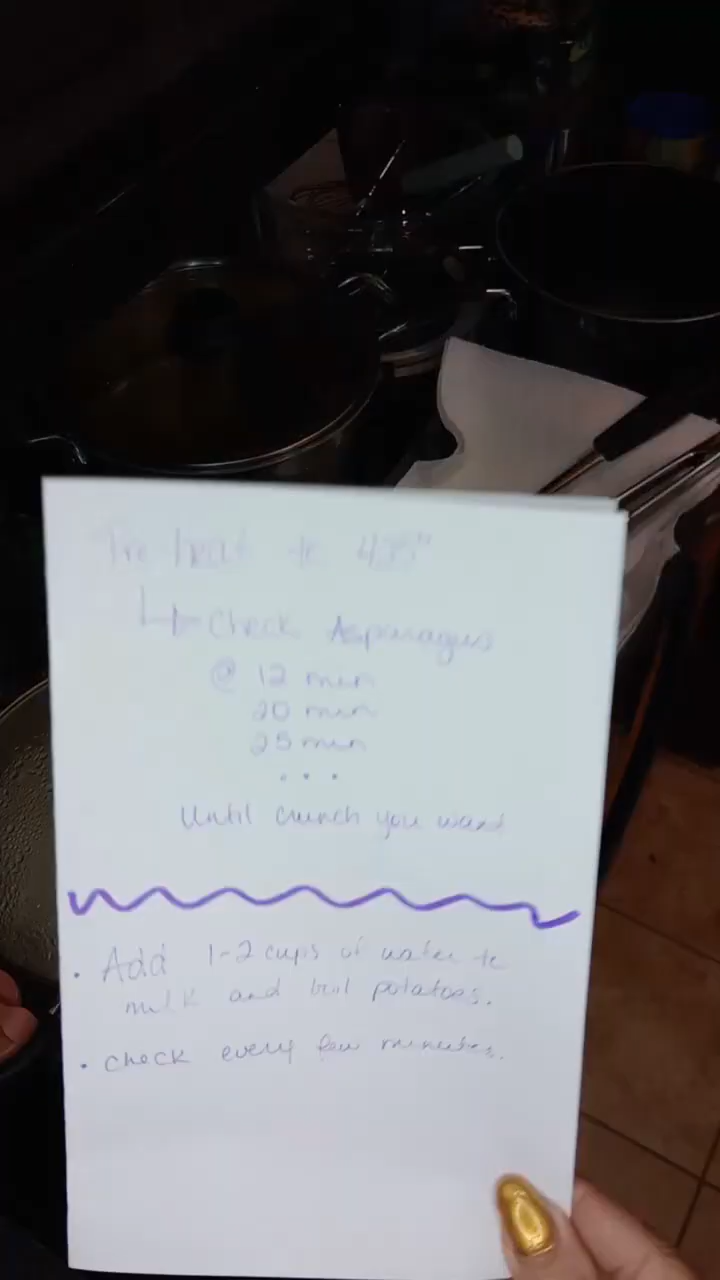 Pre heat to 425°
↳ Check Asparagus
@ 12 min
20 min
25 min
...
Until crunch you want
• Add 1-2 cups of water to
milk and boil potatoes.
• check every few minutes.